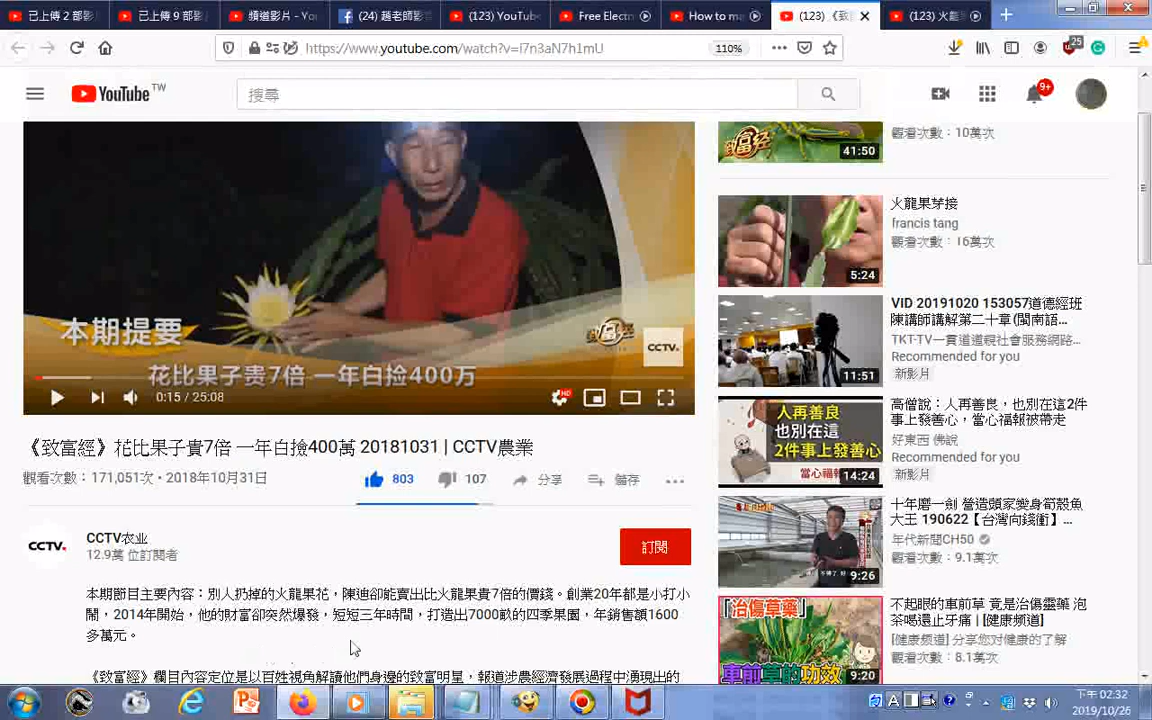 已上傳 2 部影
已上傳 9 部影
頻道影片 - Yo
(24) 趙老師影
(123) YouTube
Free Electr
How to ma
(123) 《致
(123) 火龍
https://www.youtube.com/watch?v=i7n3aN7h1mU
110%
25
YouTube TW
搜尋
9+
本期提要
致富经
CCTV.
花比果子贵7倍 一年白捡400万
0:15 / 25:08
HD
《致富經》花比果子貴7倍 一年白撿400萬 20181031 | CCTV農業
觀看次數：171,051次 • 2018年10月31日
803
107
分享
儲存
CCTV.
CCTV农业
12.9萬 位訂閱者
訂閱
本期節目主要內容：別人扔掉的火龍果花，陳迪卻能賣出比火龍果貴7倍的價錢。創業20年都是小打小
鬧，2014年開始，他的財富卻突然爆發，短短三年時間，打造出7000畝的四季果園，年銷售額1600
多萬元。
《致富經》欄目內容定位是以百姓視角解讀他們身邊的致富明星，報道涉農經濟發展過程中湧現出的
致富经
41:50
觀看次數：10萬次
5:24
火龍果芽接
francis tang
觀看次數：16萬次
11:51
VID 20191020 153057道德經班
陳講師講解第二十章(閩南語...
TKT-TV一貫道道親社會服務網路...
Recommended for you
新影片
人再善良
也別在這
2件事上發善心
當心福報
14:24
高僧說：人再善良，也別在這2件
事上發善心，當心福報被帶走
好東西 佛說
Recommended for you
新影片
9:26
十年磨一劍 營造頭家變身筍殼魚
大王 190622【台灣向錢衝】...
年代新聞CH50
觀看次數：9.1萬次
「治傷草藥」
車前草的功效
9:20
不起眼的車前草 竟是治傷靈藥 泡
茶喝還止牙痛 | [健康頻道]
[健康頻道] 分享您对健康的了解
觀看次數：8.1萬次
下午 02:32
2019/10/26